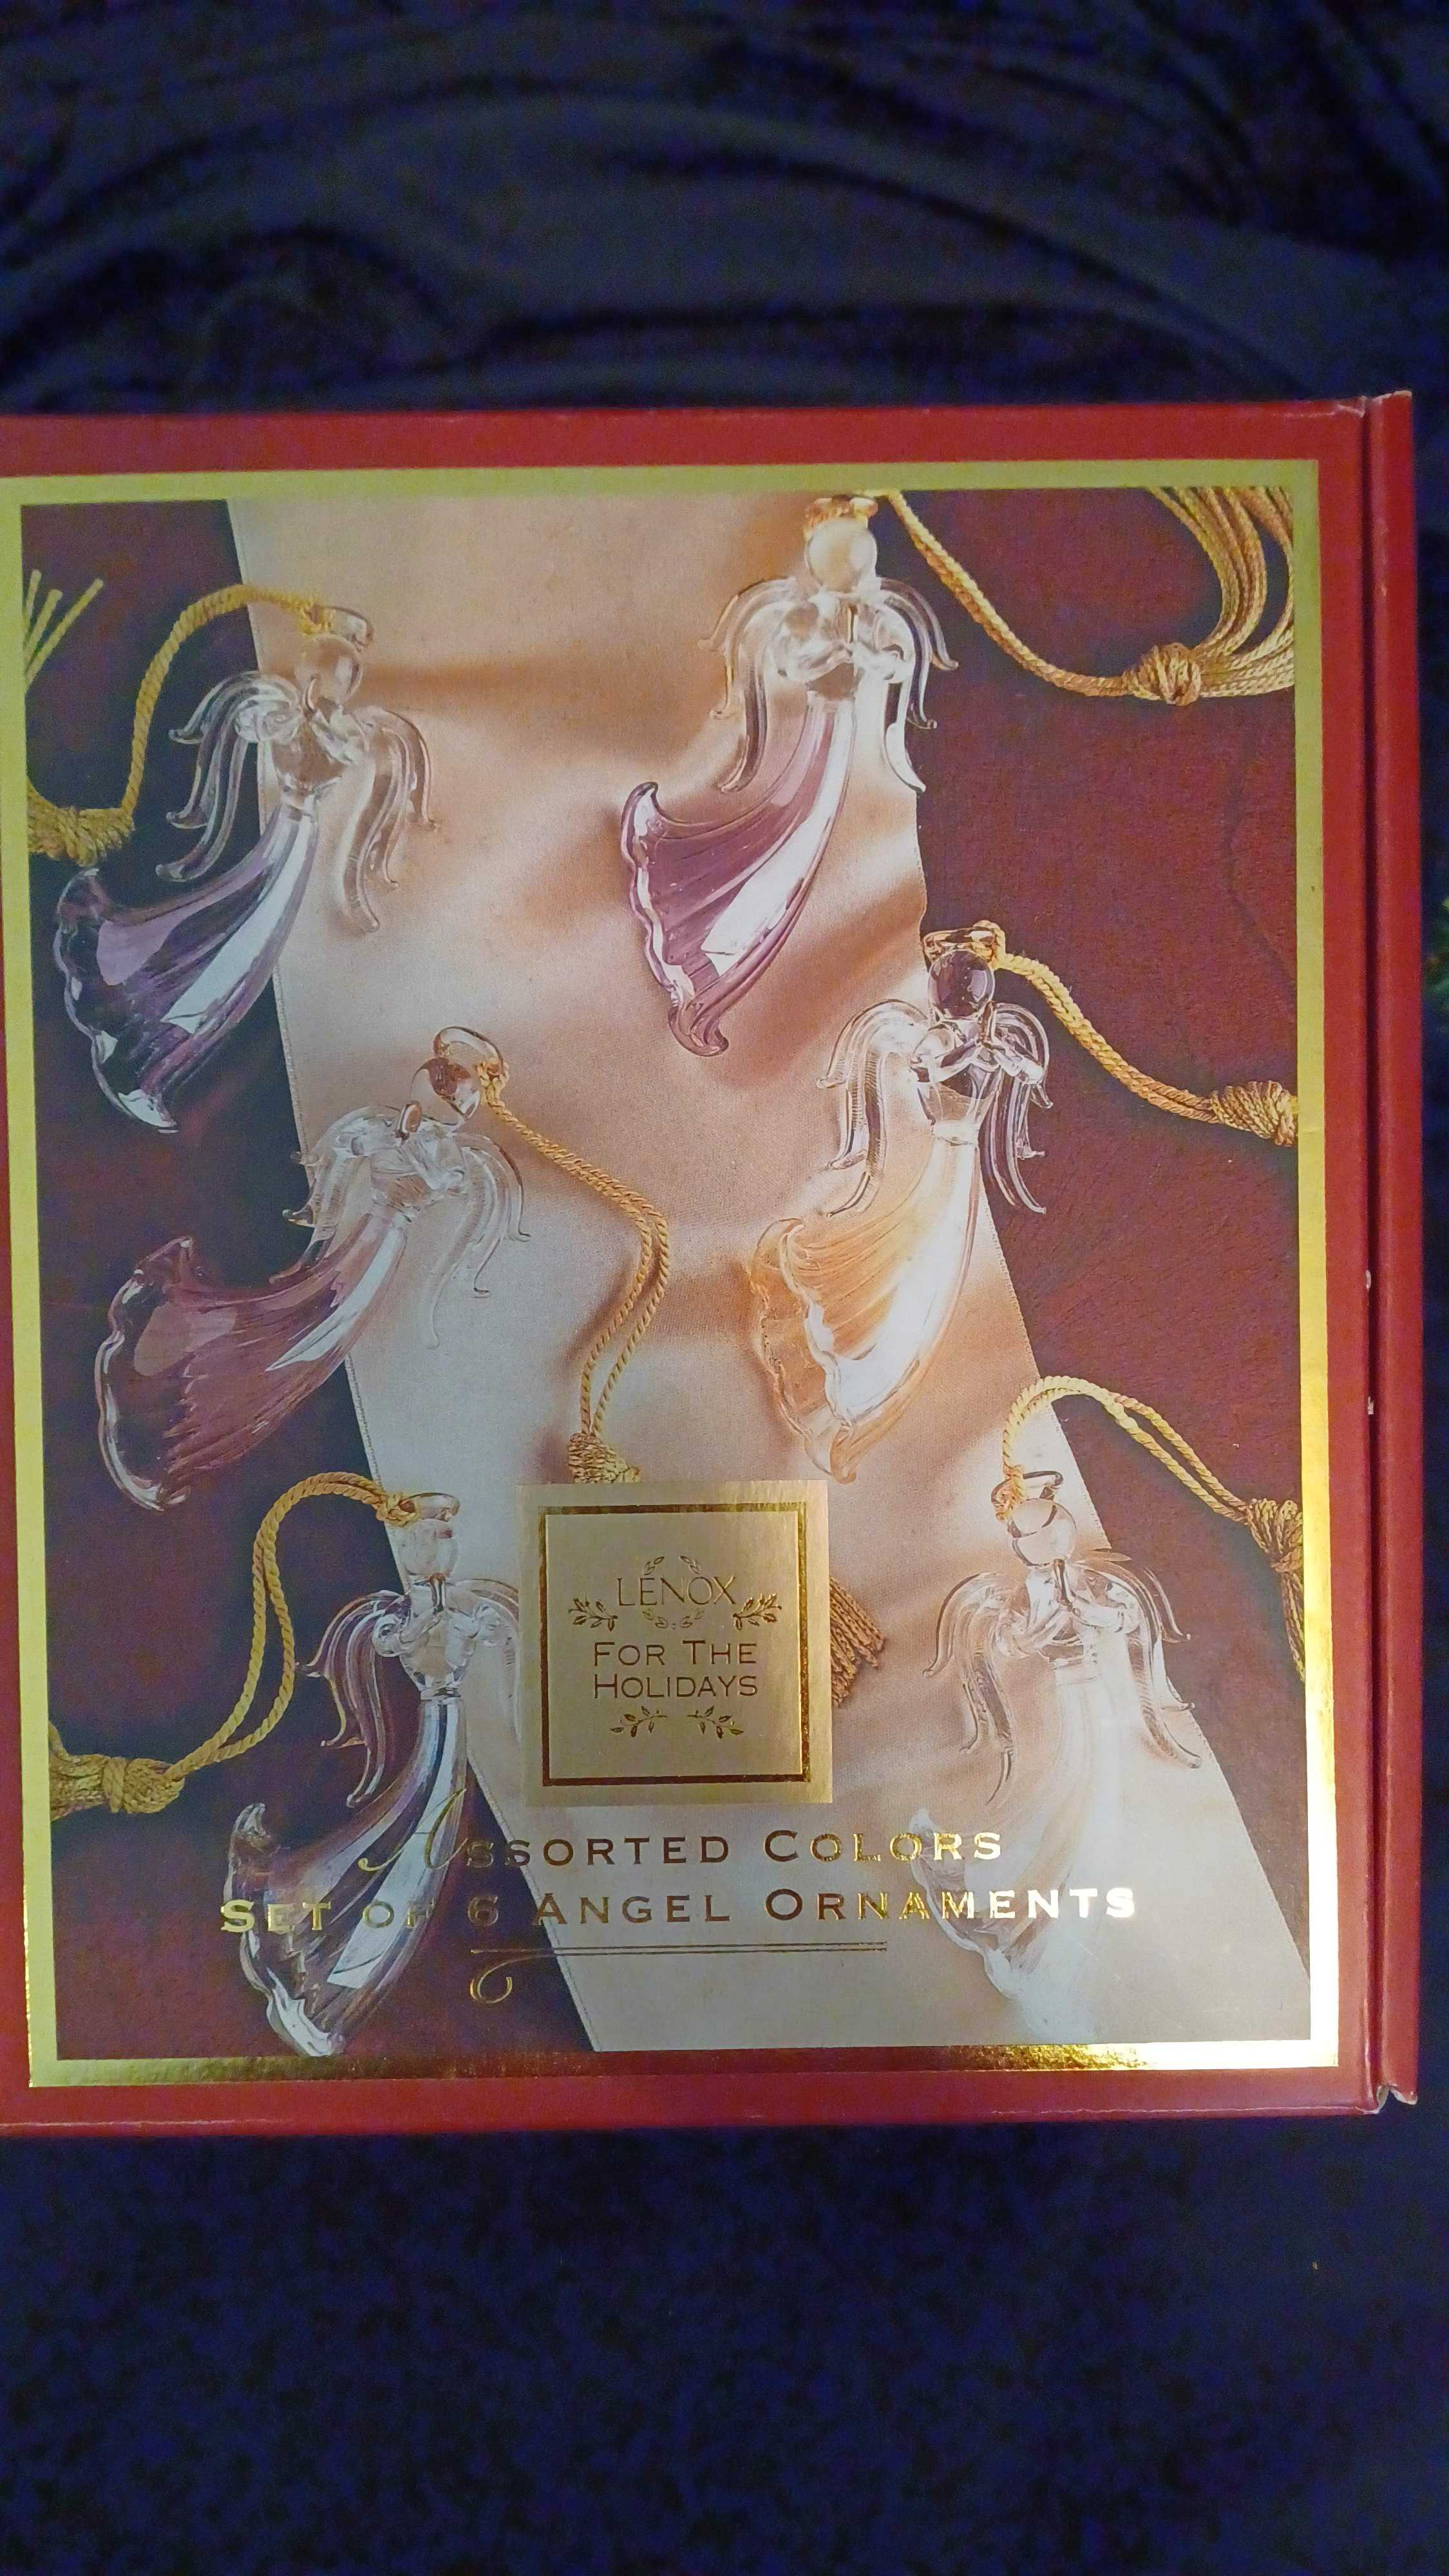 LENOX
FOR THE
HOLIDAYS
ASSORTED COLORS
SET OF 6 ANGEL ORNAMENTS